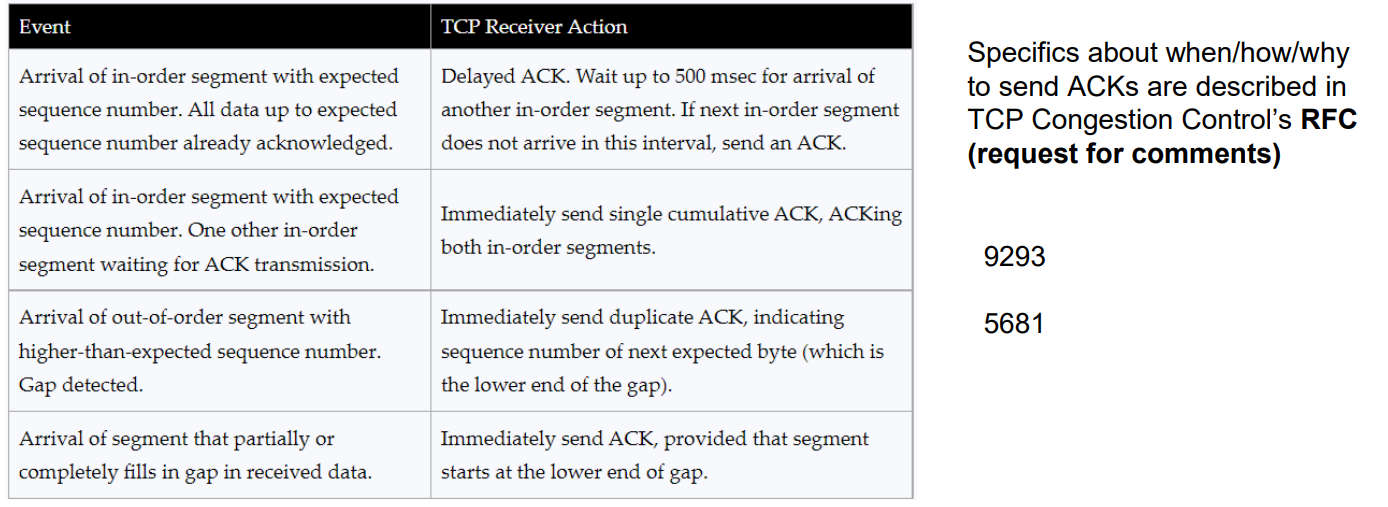 Event
TCP Receiver Action
Arrival of in-order segment with expected
sequence number. All data up to expected
sequence number already acknowledged.
Delayed ACK. Wait up to 500 msec for arrival of
another in-order segment. If next in-order segment
does not arrive in this interval, send an ACK.
Arrival of in-order segment with expected
sequence number. One other in-order
segment waiting for ACK transmission.
Immediately send single cumulative ACK, ACKing
both in-order segments.
Arrival of out-of-order segment with
higher-than-expected sequence number.
Gap detected.
Immediately send duplicate ACK, indicating
sequence number of next expected byte (which is
the lower end of the gap).
Arrival of segment that partially or
completely fills in gap in received data.
Immediately send ACK, provided that segment
starts at the lower end of gap.
Specifics about when/how/why
to send ACKs are described in
TCP Congestion Control’s RFC
(request for comments)
9293
5681